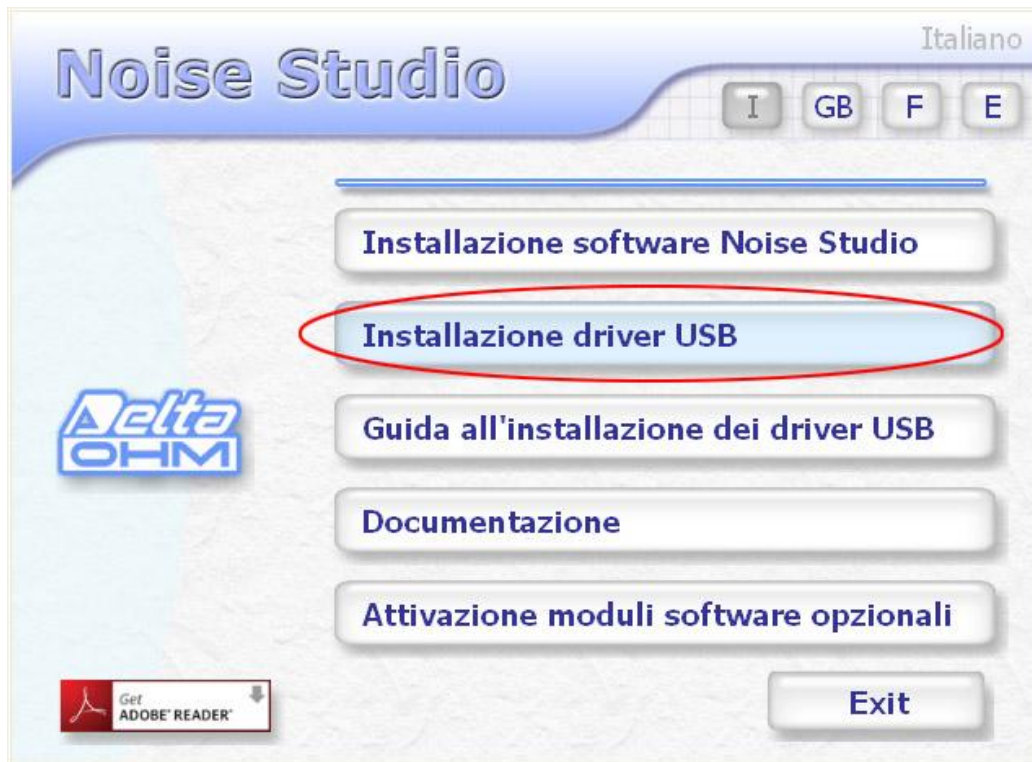 Noise Studio
Italiano
I GB F E
Installazione software Noise Studio
Installazione driver USB
Guida all'installazione dei driver USB
Delta
OHM
Documentazione
Attivazione moduli software opzionali
Get
ADOBE® READER®
Exit